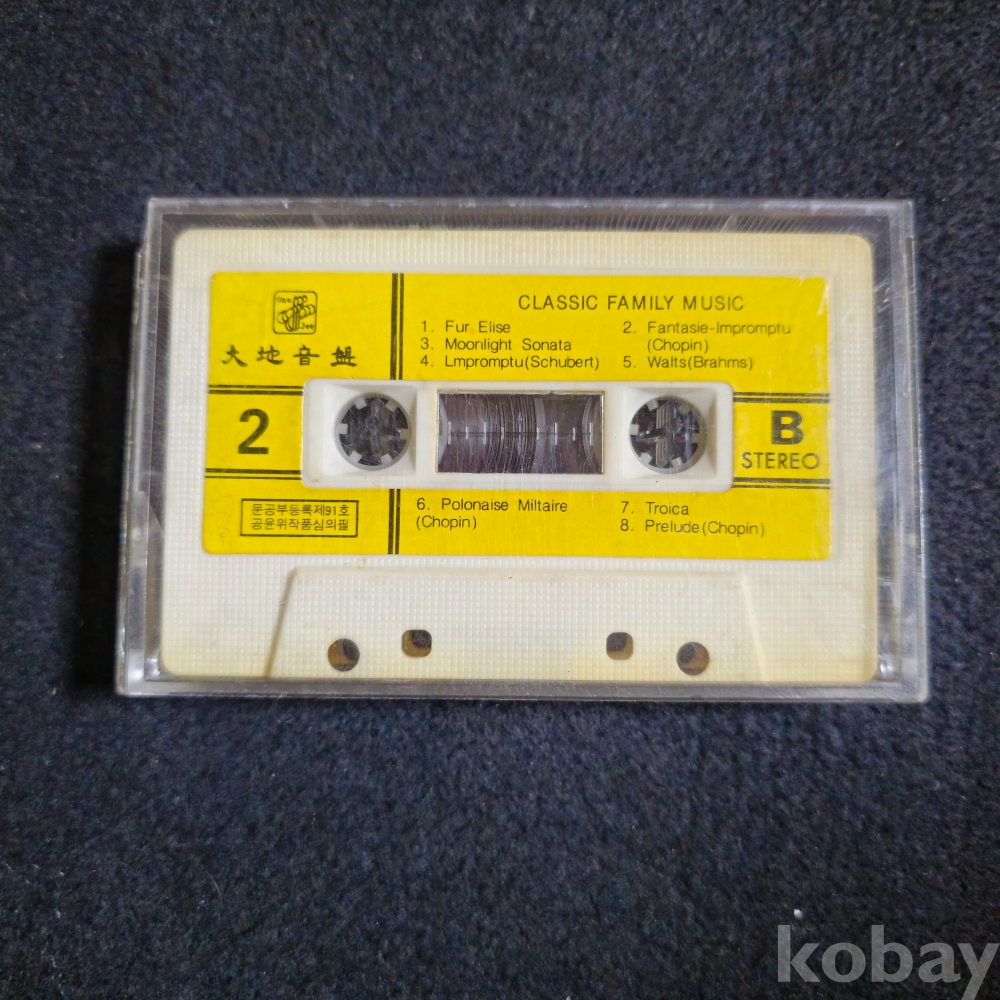 Dae
Jee
大地音盤
CLASSIC FAMILY MUSIC
1. Fur Elise
2. Fantasie-Impromptu
(Chopin)
3. Moonlight Sonata
4. Lmpromptu(Schubert)
5. Walts(Brahms)
2
B
STEREO
문공부등록제91호
공윤위작품심의필
6. Polonaise Miltaire
(Chopin)
7. Troica
8. Prelude(Chopin)
kobay